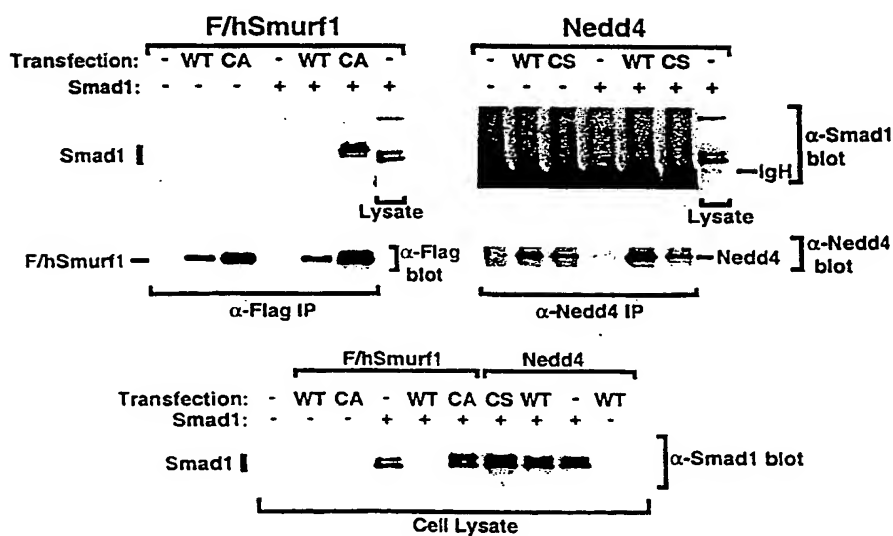 F/hSmurf1
Nedd4
Transfection: - WT CA - WT CA - - WT CS - WT CS -
Smad1: - - - + + + + - - - + + + +
Smad1
α-Smad1
blot
IgH
Lysate
Lysate
F/hSmurf1
α-Flag
blot
Nedd4
α-Nedd4
blot
α-Flag IP
α-Nedd4 IP
F/hSmurf1
Nedd4
Transfection: - WT CA - WT CA CS WT - WT
Smad1: - - - + + + + + + -
Smad1
α-Smad1 blot
Cell Lysate